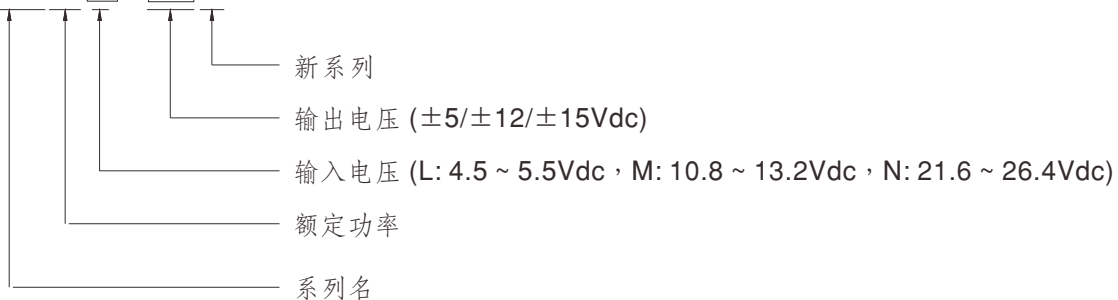 新系列
输出电压 (±5/±12/±15Vdc)
输入电压 (L: 4.5 ~ 5.5Vdc，M: 10.8 ~ 13.2Vdc，N: 21.6 ~ 26.4Vdc)
额定功率
系列名